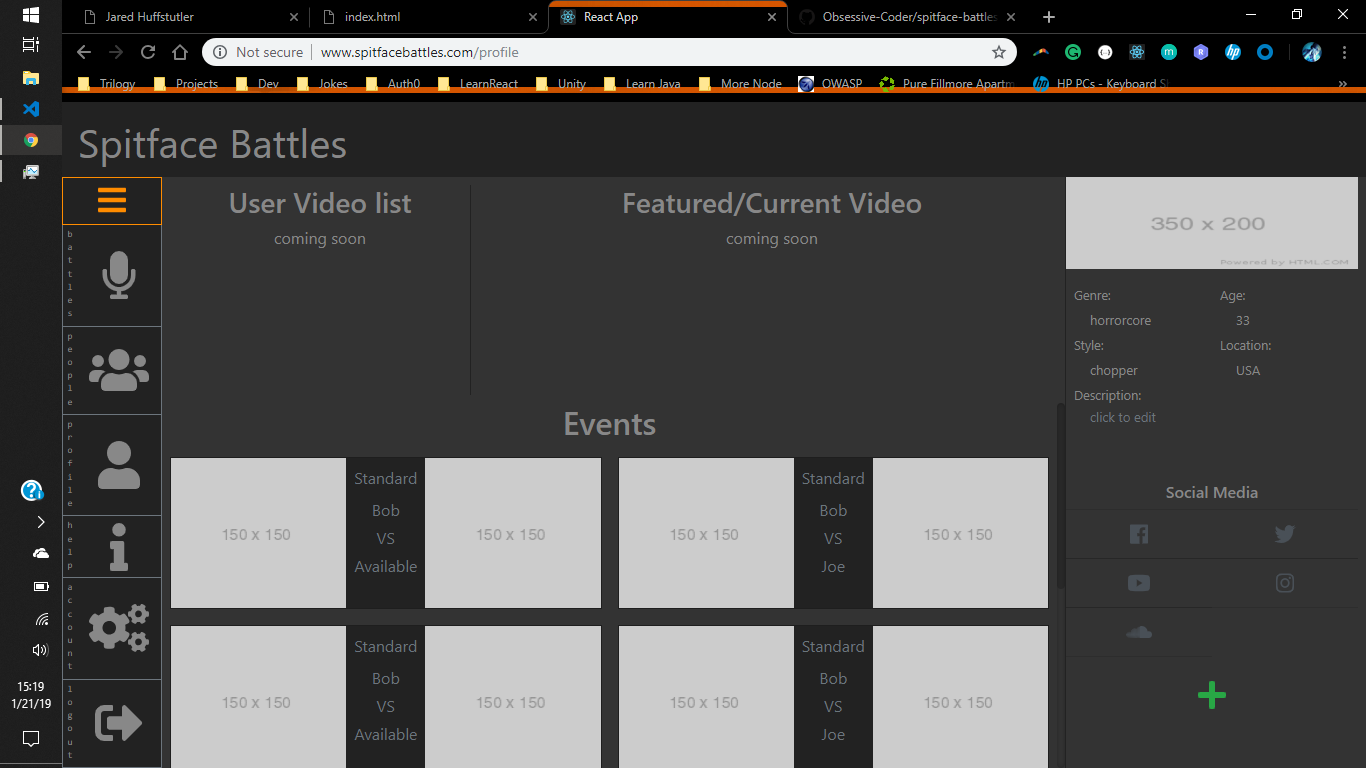 Jared Huffstutler
index.html
React App
Obsessive-Coder/spitface-battles
Not secure
www.spitfacebattles.com/profile
Trilogy
Projects
Dev
Jokes
Auth0
LearnReact
Unity
Learn Java
More Node
OWASP
Pure Fillmore Apartm
HP PCs - Keyboard Sh
Spitface Battles
battles
people
profile
help
account
logout
User Video list
coming soon
Featured/Current Video
coming soon
Events
150 x 150
Standard
Bob
VS
Available
150 x 150
150 x 150
Standard
Bob
VS
Joe
150 x 150
150 x 150
Standard
Bob
VS
Available
150 x 150
150 x 150
Standard
Bob
VS
Joe
150 x 150
350 x 200
Powered by HTML.COM
Genre:
Age:
horrorcore
33
Style:
Location:
chopper
USA
Description:
click to edit
Social Media
15:19
1/21/19